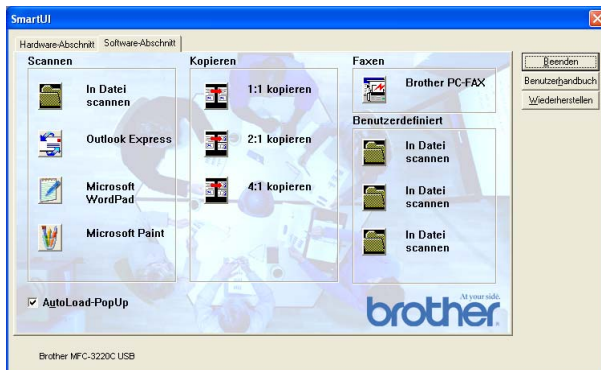 SmartUI
Hardware-Abschnitt Software-Abschnitt
Scannen
In Datei
scannen
Outlook Express
Microsoft
WordPad
Microsoft Paint
Kopieren
1:1 kopieren
2:1 kopieren
4:1 kopieren
Faxen
Brother PC-FAX
Benutzerdefiniert
In Datei
scannen
In Datei
scannen
In Datei
scannen
Beenden
Benutzerhandbuch
Wiederherstellen
AutoLoad-PopUp
At your side.
brother
Brother MFC-3220C USB